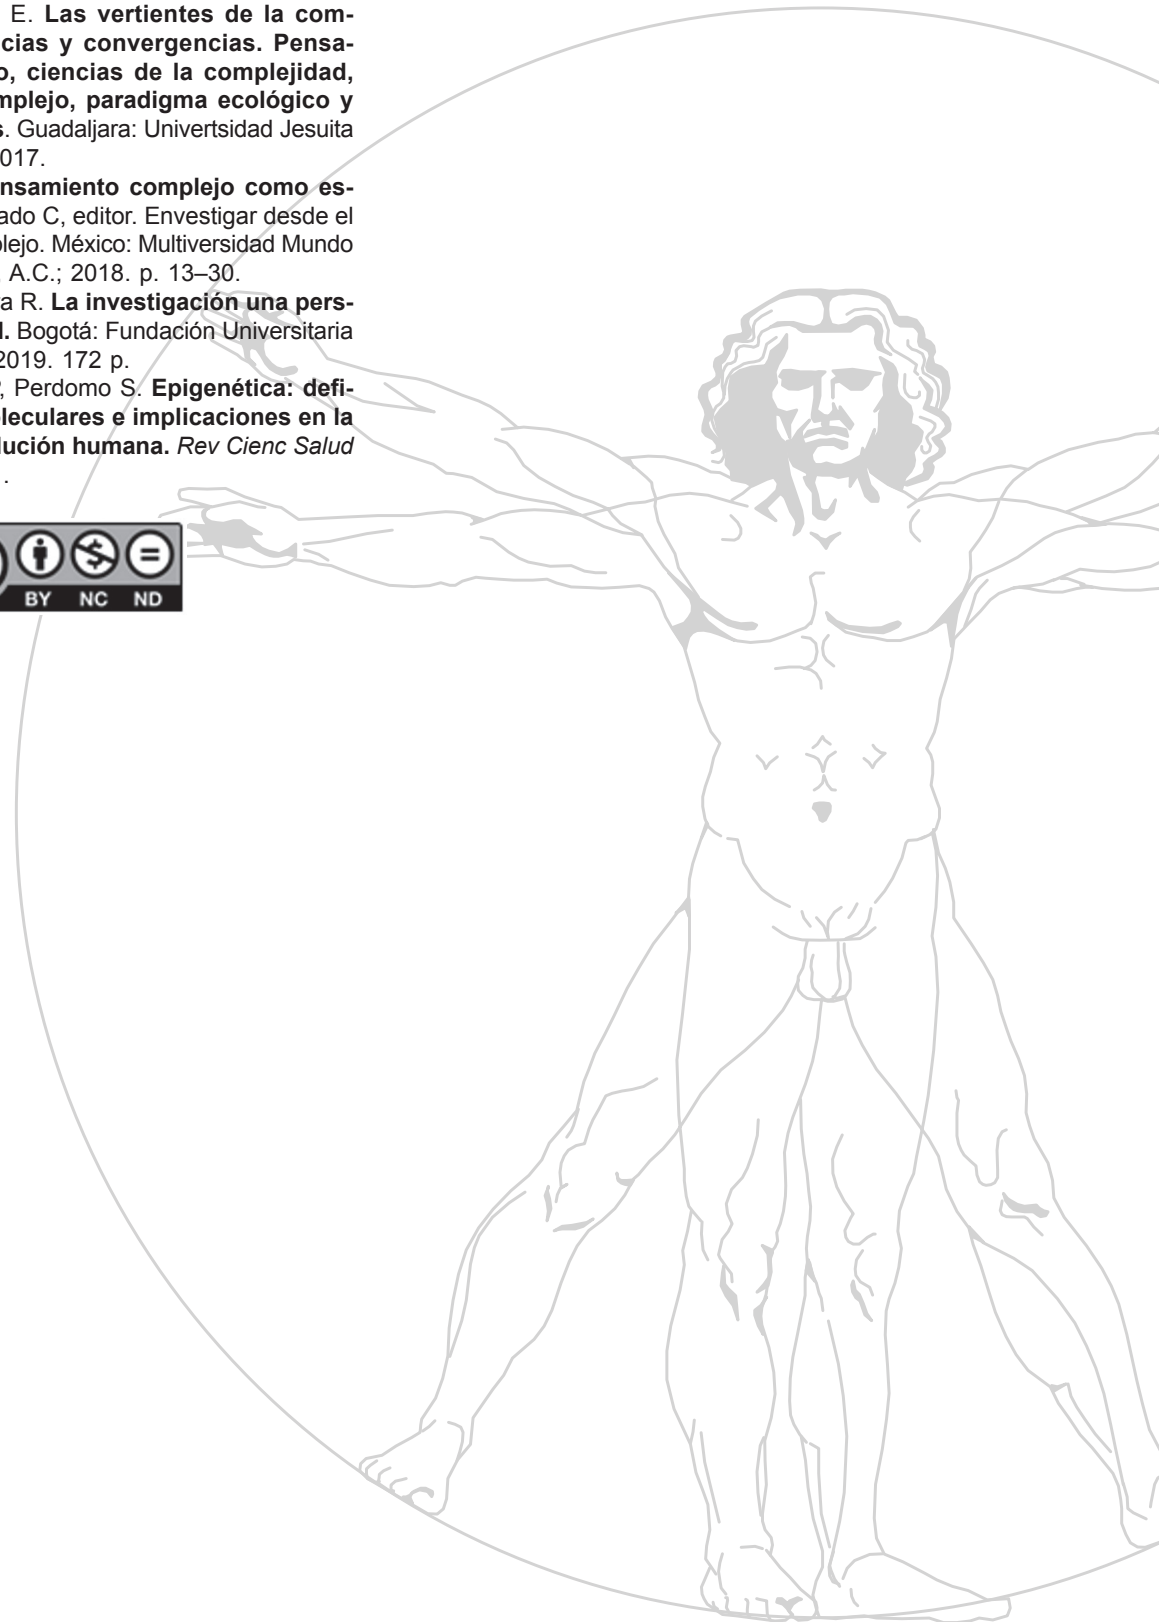 E. Las vertientes de la com-
cias y convergencias. Pensa-
o, ciencias de la complejidad,
mplejo, paradigma ecológico y
s. Guadaljara: Univertsidad Jesuita
017.
nsamiento complejo como es-
ado C, editor. Envestigar desde el
plejo. México: Multiversidad Mundo
A.C.; 2018. p. 13–30.
ra R. La investigación una pers-
l. Bogotá: Fundación Universitaria
2019. 172 p.
P, Perdomo S. Epigenética: defi-
oleculares e implicaciones en la
lución humana. Rev Cienc Salud
.
BY NC ND